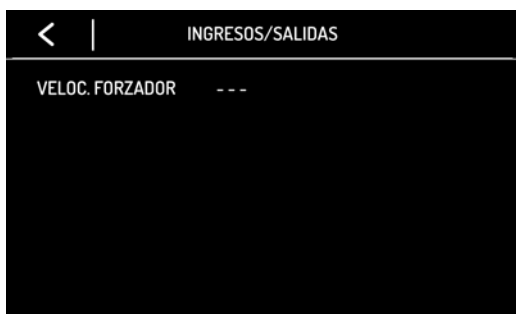 INGRESOS/SALIDAS
VELOC. FORZADOR - - -